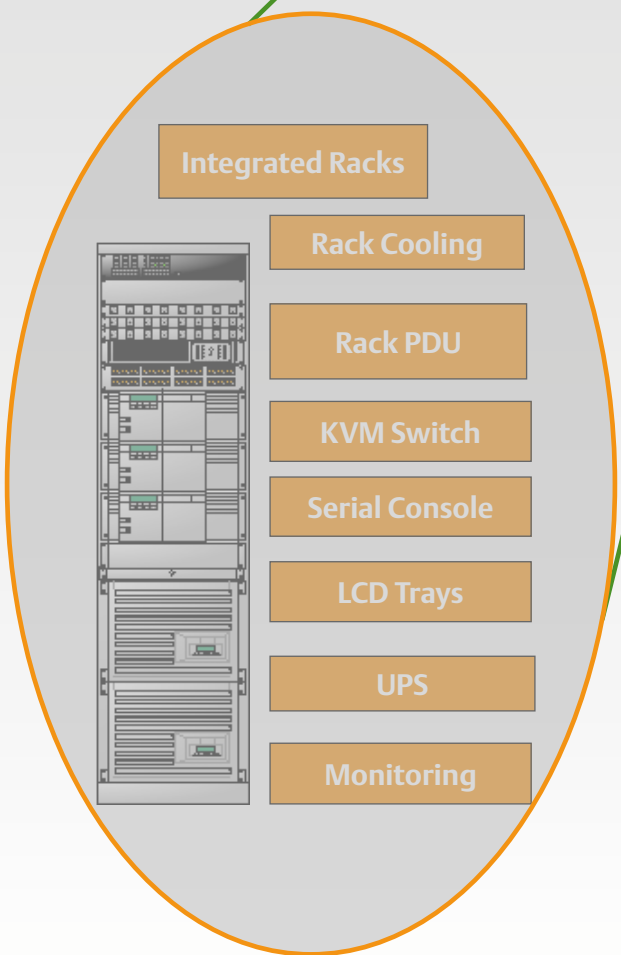 Integrated Racks
Rack Cooling
Rack PDU
KVM Switch
Serial Console
LCD Trays
UPS
Monitoring